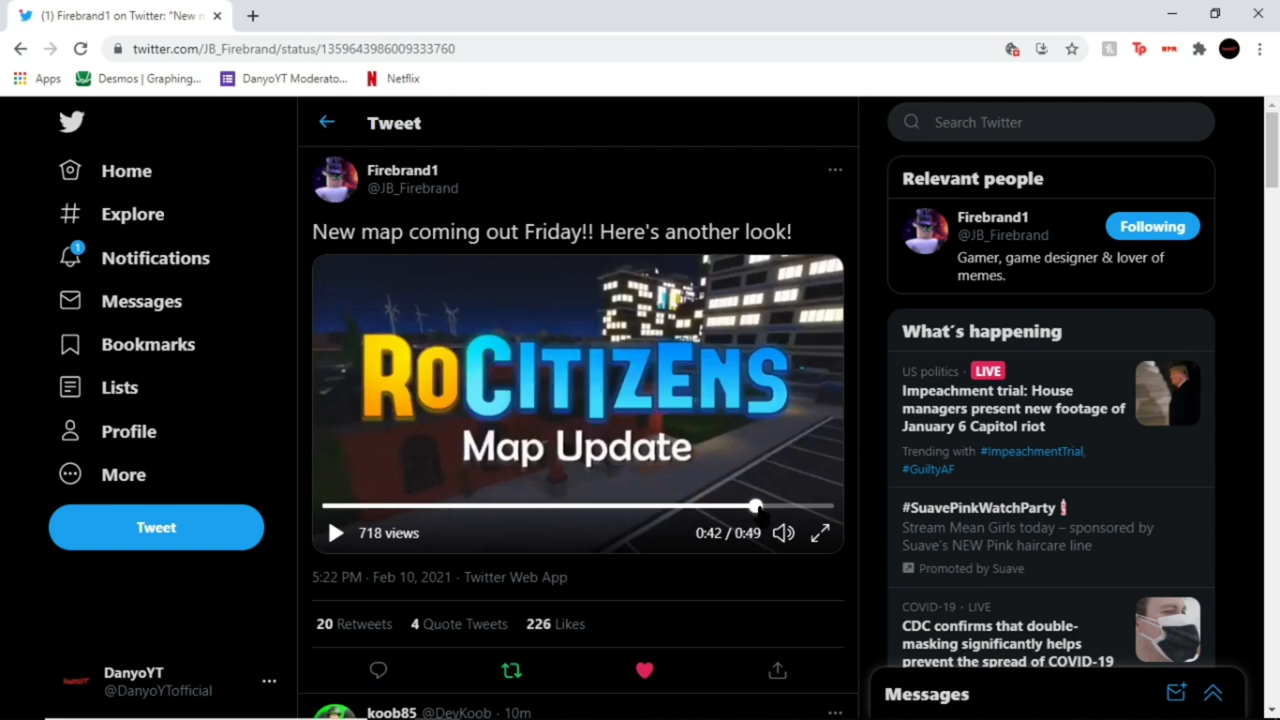 (1) Firebrand1 on Twitter: "New m
twitter.com/JB_Firebrand/status/1359643986009333760
Apps
Desmos | Graphing...
DanyoYT Moderato...
Netflix
Home
Explore
1
Notifications
Messages
Bookmarks
Lists
Profile
More
Tweet
DanyoYT
@DanyoYTofficial
Tweet
Firebrand1
@JB_Firebrand
New map coming out Friday!! Here's another look!
ROCITIZENS
Map Update
718 views
0:42 / 0:49
5:22 PM · Feb 10, 2021 · Twitter Web App
20 Retweets 4 Quote Tweets 226 Likes
koob85 @DevKoob · 10m
Search Twitter
Relevant people
Firebrand1
@JB_Firebrand
Following
Gamer, game designer & lover of
memes.
What's happening
US politics · LIVE
Impeachment trial: House
managers present new footage of
January 6 Capitol riot
Trending with #ImpeachmentTrial,
#GuiltyAF
#SuavePinkWatchParty
Stream Mean Girls today – sponsored by
Suave's NEW Pink haircare line
Promoted by Suave
COVID-19 · LIVE
CDC confirms that double-
masking significantly helps
prevent the spread of COVID-19
Messages